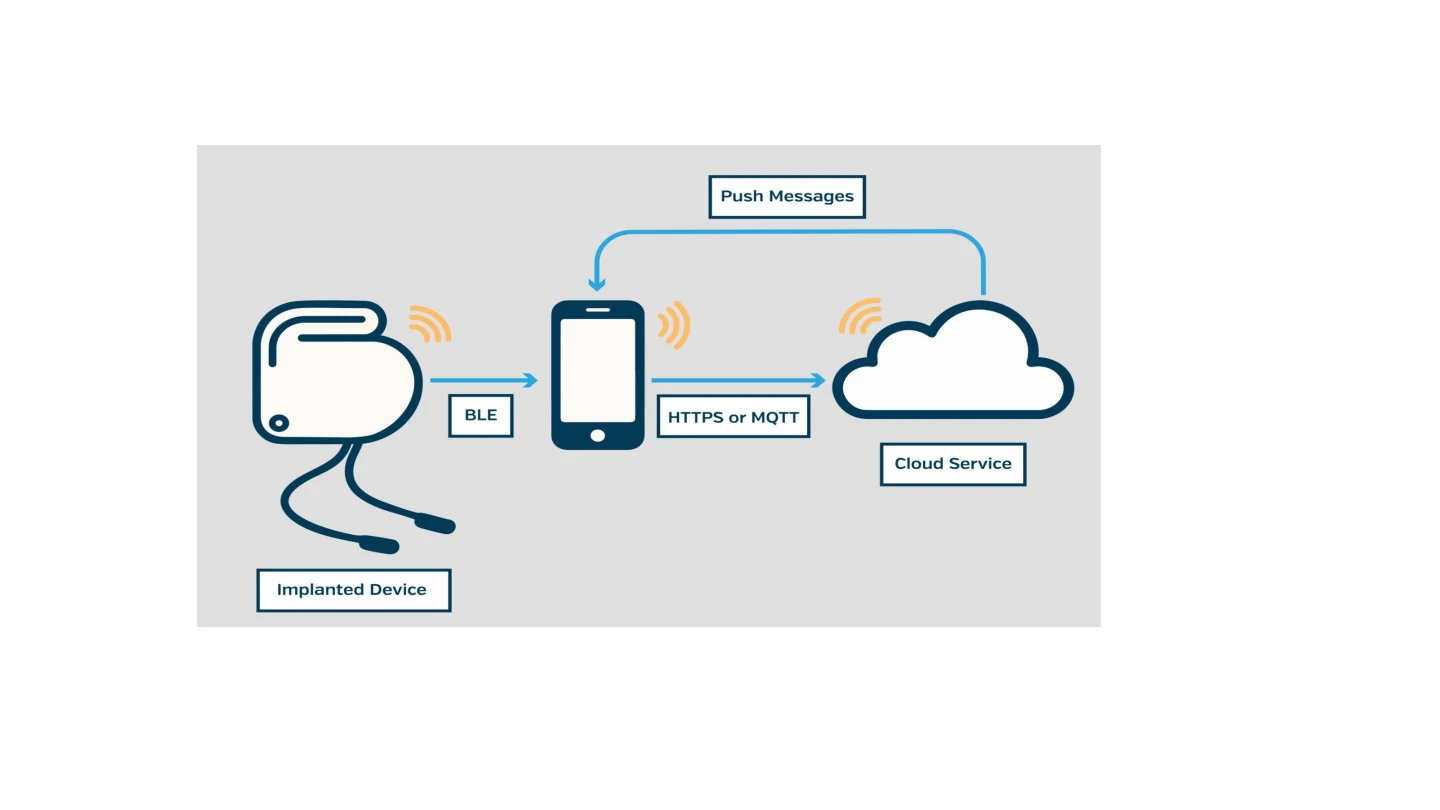 Push Messages
BLE
HTTPS or MQTT
Cloud Service
Implanted Device